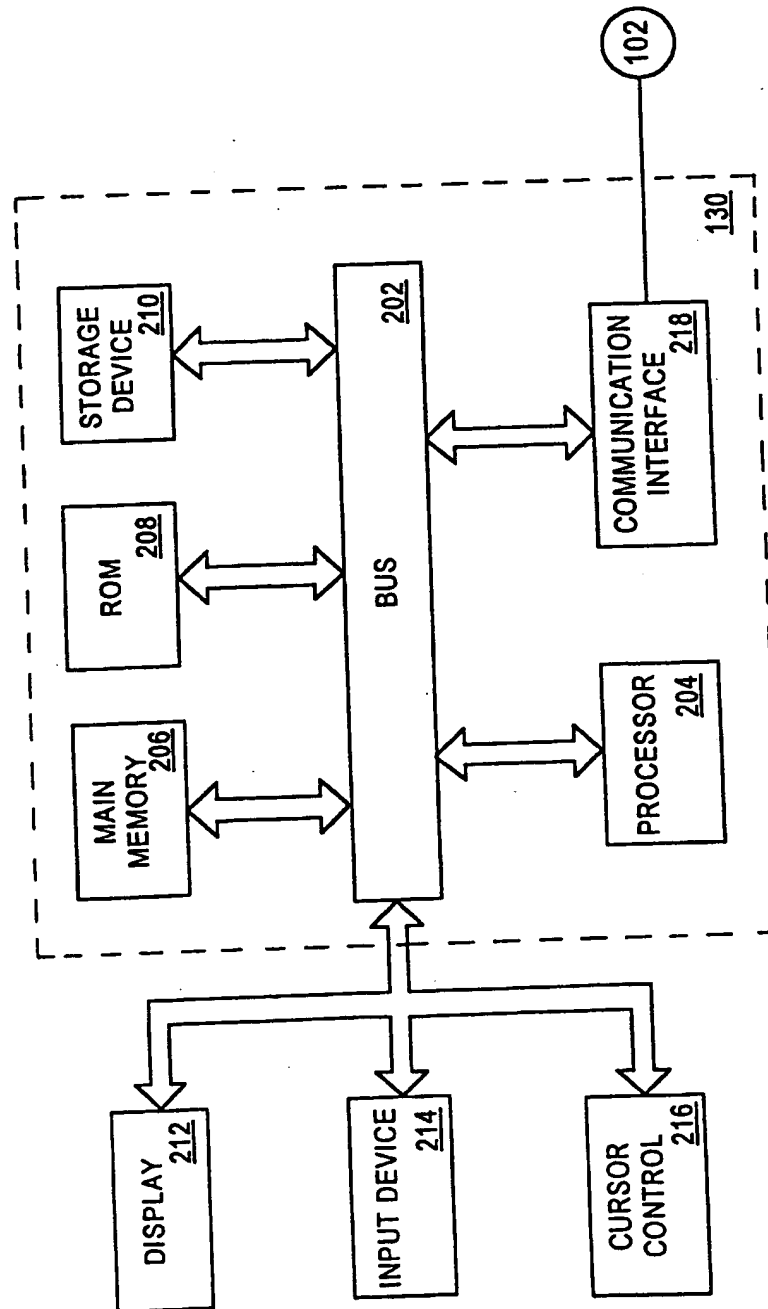 DISPLAY
212
INPUT DEVICE
214
CURSOR
CONTROL
216
MAIN
MEMORY
206
ROM
208
STORAGE
DEVICE
210
BUS
202
PROCESSOR
204
COMMUNICATION
INTERFACE
218
130
102